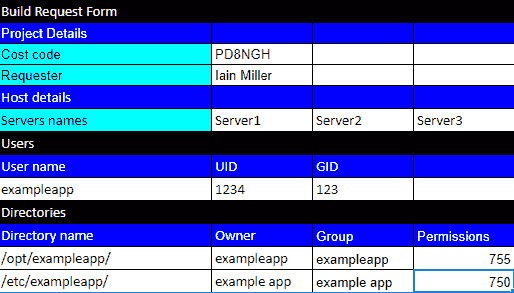 Build Request Form
Project Details
Cost code PD8NGH
Requester Iain Miller
Host details
Servers names Server1 Server2 Server3
Users
User name UID GID
exampleapp 1234 123
Directories
Directory name Owner Group Permissions
/opt/exampleapp/ exampleapp exampleapp 755
/etc/exampleapp/ example app example app 750